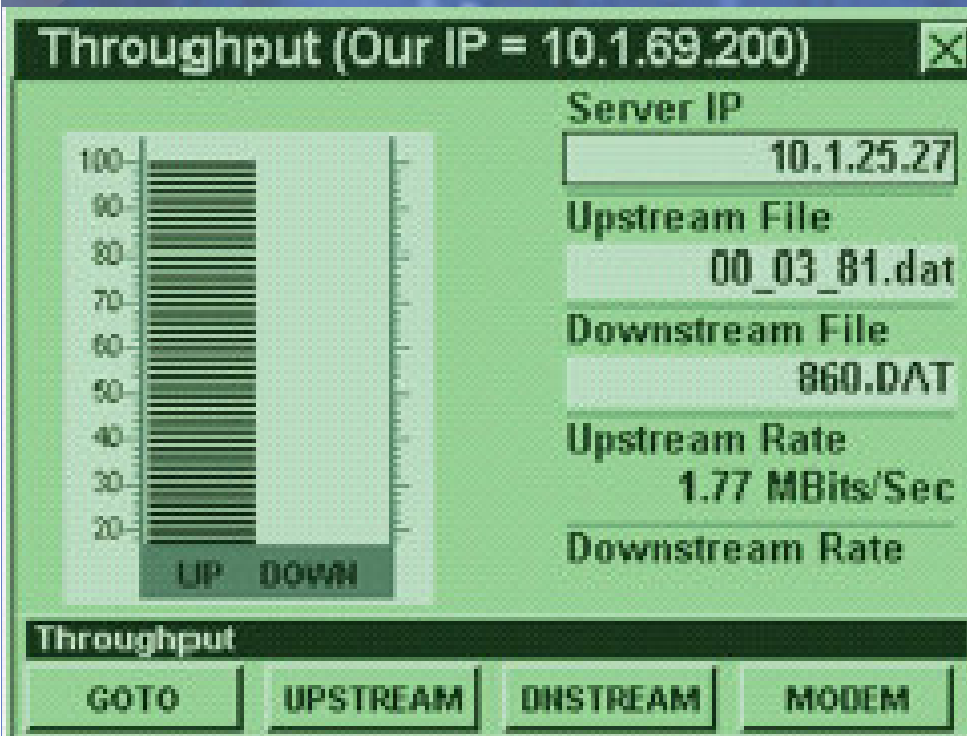 Throughput (Our IP = 10.1.69.200)
Server IP
10.1.25.27
Upstream File
00_03_81.dat
Downstream File
860.DAT
Upstream Rate
1.77 MBits/Sec
Downstream Rate
100
90
80
70
60
50
40
30
20
UP DOWN
Throughput
GOTO UPSTREAM DNSTREAM MODEM